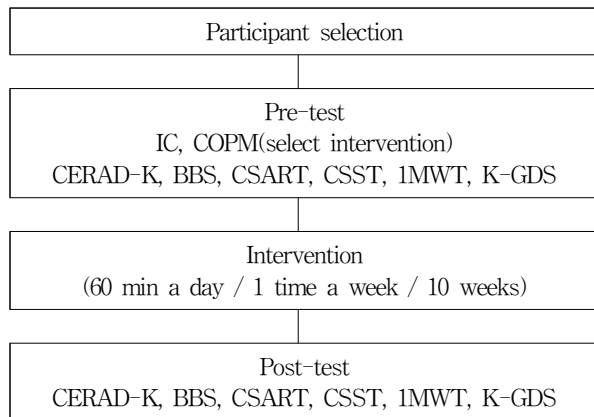 Participant selection
Pre-test
IC, COPM(select intervention)
CERAD-K, BBS, CSART, CSST, 1MWT, K-GDS
Intervention
(60 min a day / 1 time a week / 10 weeks)
Post-test
CERAD-K, BBS, CSART, CSST, 1MWT, K-GDS